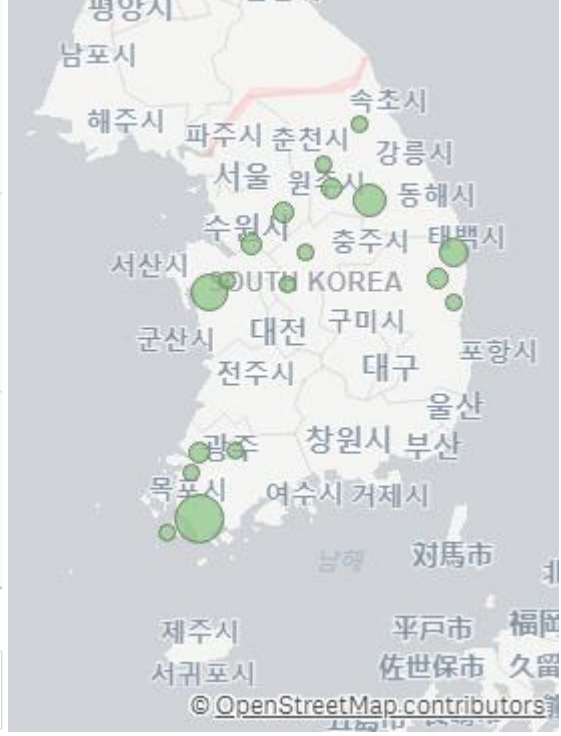 평양시
남포시
해주시
파주시
춘천시
속초시
강릉시
서울
원주시
동해시
수원시
충주시
태백시
서산시
SOUTH KOREA
군산시
대전
구미시
포항시
전주시
대구
울산
광주
창원시
부산
목포시
여수시
거제시
남해
対馬市
北
제주시
平戸市
福岡
서귀포시
佐世保市
久留
© OpenStreetMap contributors